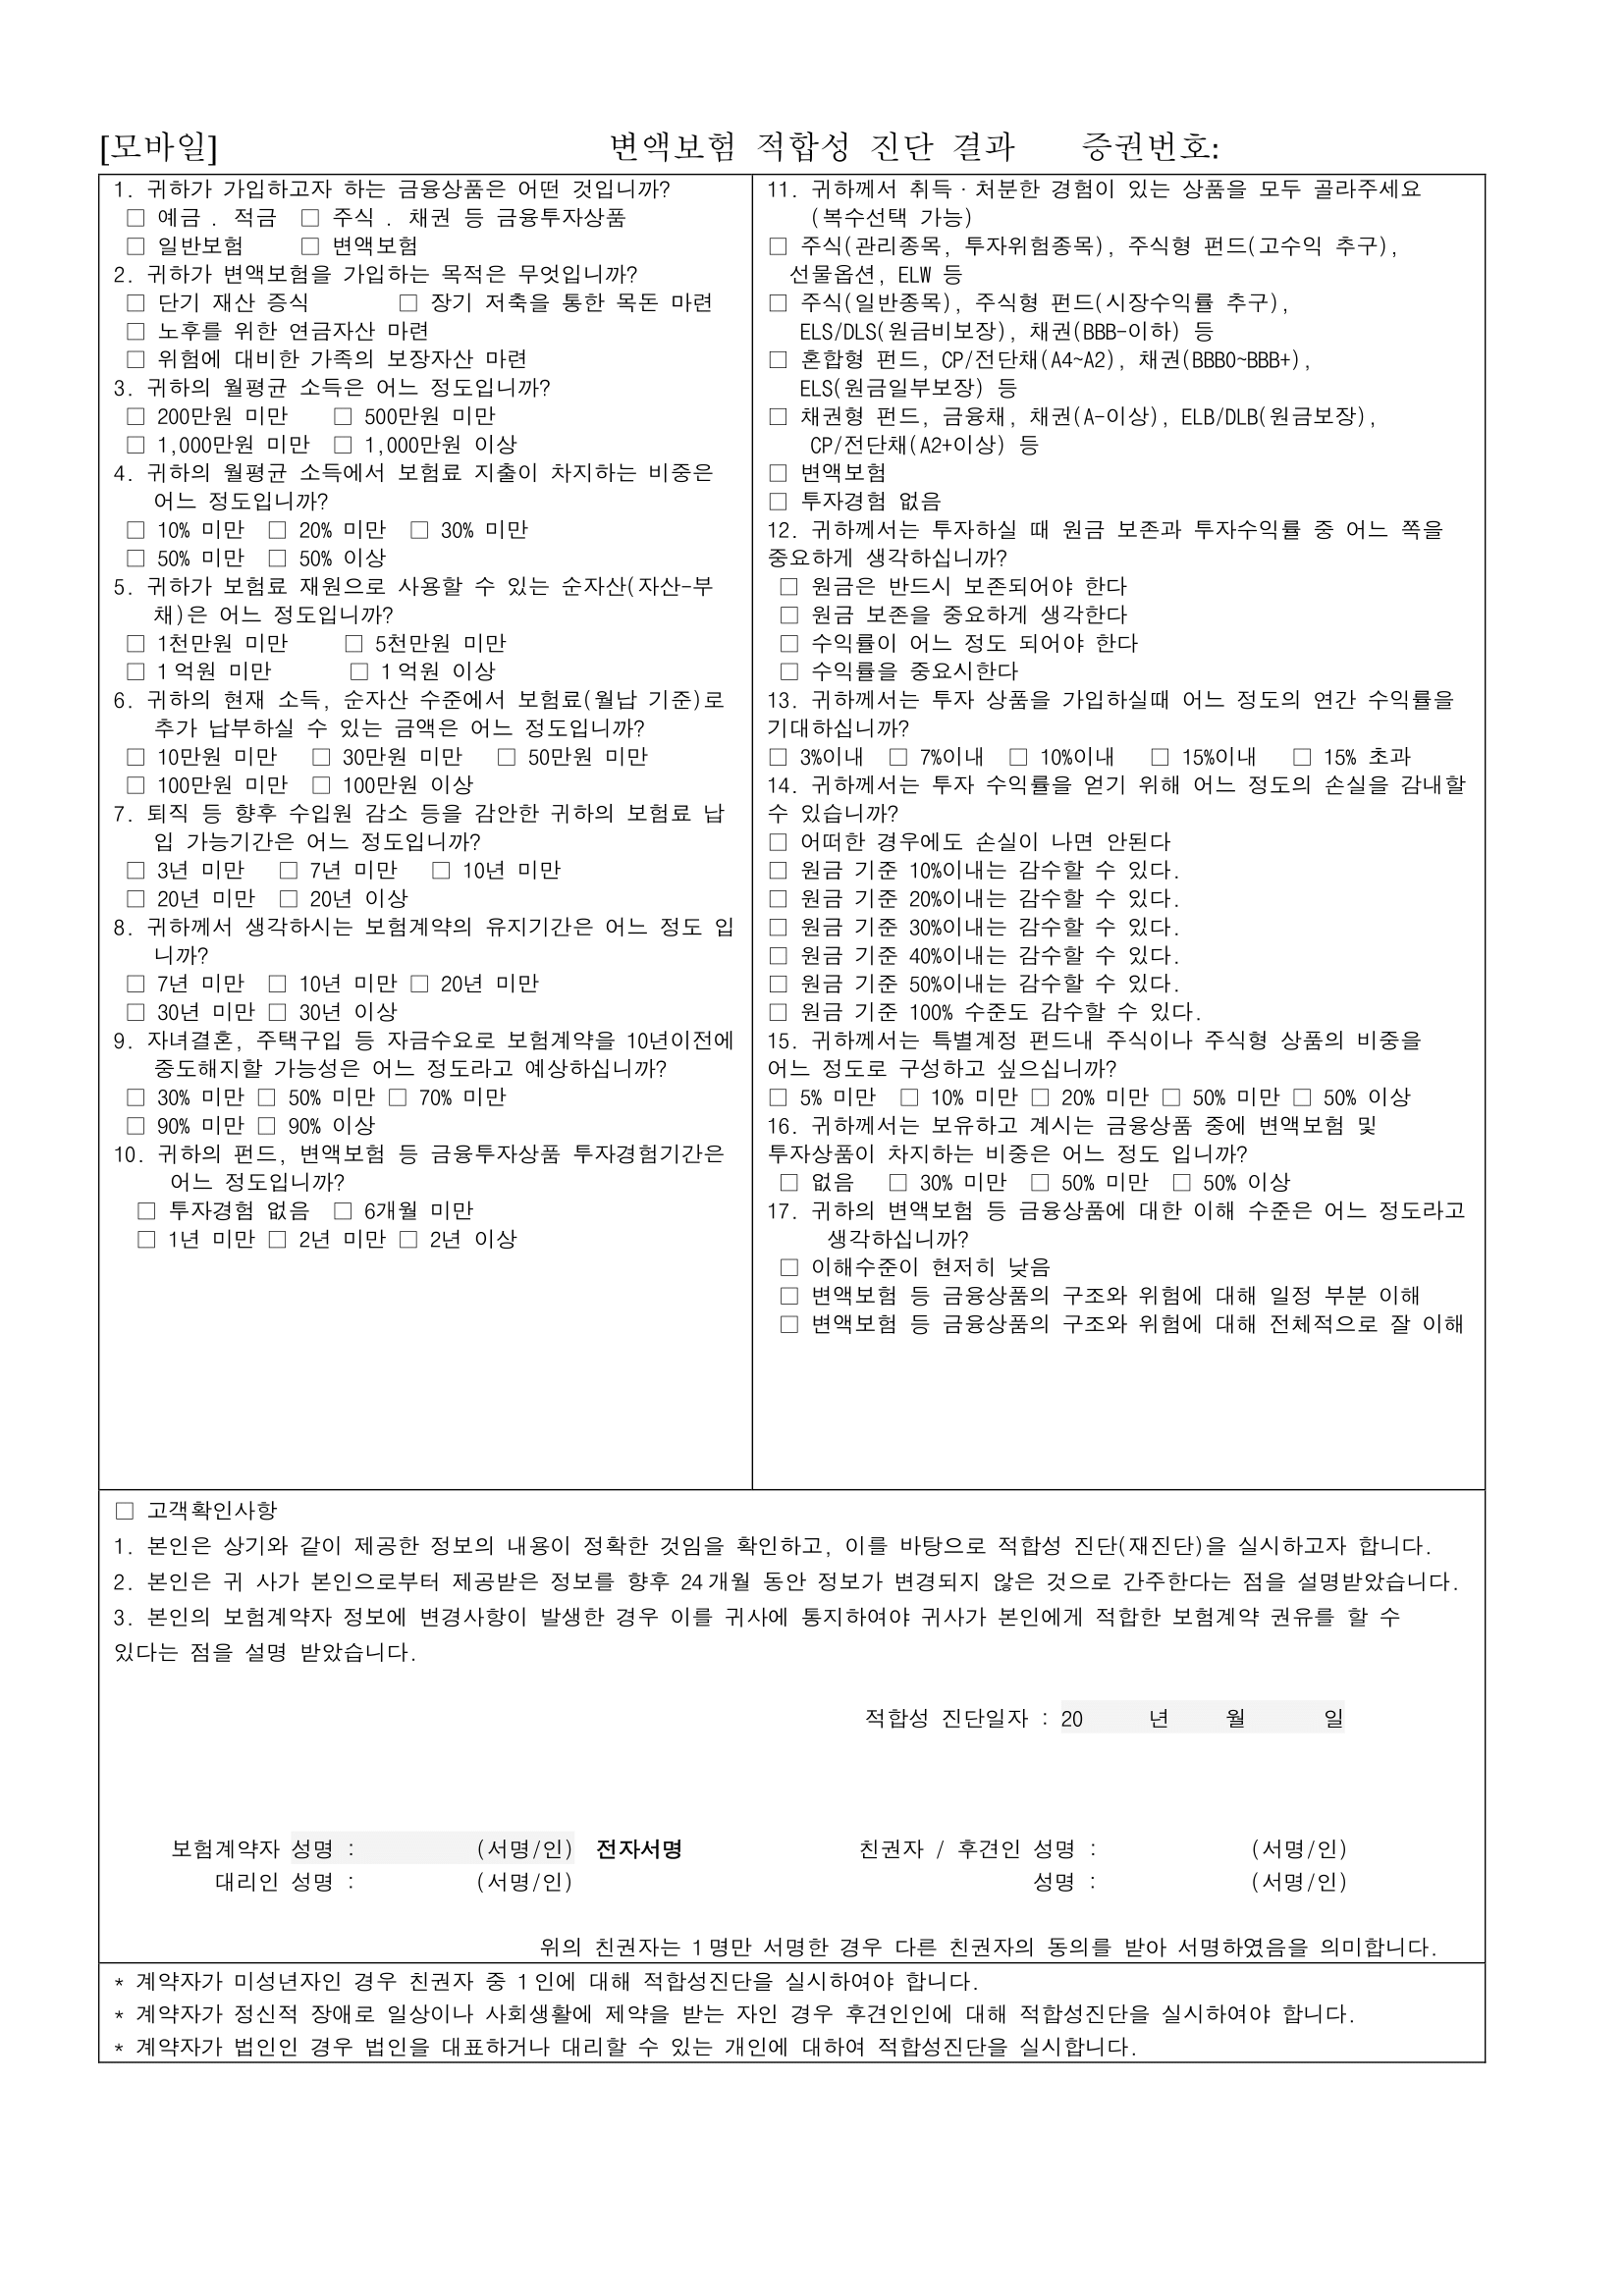 [모바일] 변액보험 적합성 진단 결과 증권번호:
1. 귀하가 가입하고자 하는 금융상품은 어떤 것입니까?
□ 예금 . 적금 □ 주식 . 채권 등 금융투자상품
□ 일반보험 □ 변액보험
2. 귀하가 변액보험을 가입하는 목적은 무엇입니까?
□ 단기 재산 증식 □ 장기 저축을 통한 목돈 마련
□ 노후를 위한 연금자산 마련
□ 위험에 대비한 가족의 보장자산 마련
3. 귀하의 월평균 소득은 어느 정도입니까?
□ 200만원 미만 □ 500만원 미만
□ 1,000만원 미만 □ 1,000만원 이상
4. 귀하의 월평균 소득에서 보험료 지출이 차지하는 비중은
어느 정도입니까?
□ 10% 미만 □ 20% 미만 □ 30% 미만
□ 50% 미만 □ 50% 이상
5. 귀하가 보험료 재원으로 사용할 수 있는 순자산(자산-부
채)은 어느 정도입니까?
□ 1천만원 미만 □ 5천만원 미만
□ 1억원 미만 □ 1억원 이상
6. 귀하의 현재 소득, 순자산 수준에서 보험료(월납 기준)로
추가 납부하실 수 있는 금액은 어느 정도입니까?
□ 10만원 미만 □ 30만원 미만 □ 50만원 미만
□ 100만원 미만 □ 100만원 이상
7. 퇴직 등 향후 수입원 감소 등을 감안한 귀하의 보험료 납
입 가능기간은 어느 정도입니까?
□ 3년 미만 □ 7년 미만 □ 10년 미만
□ 20년 미만 □ 20년 이상
8. 귀하께서 생각하시는 보험계약의 유지기간은 어느 정도 입
니까?
□ 7년 미만 □ 10년 미만 □ 20년 미만
□ 30년 미만 □ 30년 이상
9. 자녀결혼, 주택구입 등 자금수요로 보험계약을 10년이전에
중도해지할 가능성은 어느 정도라고 예상하십니까?
□ 30% 미만 □ 50% 미만 □ 70% 미만
□ 90% 미만 □ 90% 이상
10. 귀하의 펀드, 변액보험 등 금융투자상품 투자경험기간은
어느 정도입니까?
□ 투자경험 없음 □ 6개월 미만
□ 1년 미만 □ 2년 미만 □ 2년 이상
11. 귀하께서 취득·처분한 경험이 있는 상품을 모두 골라주세요
(복수선택 가능)
□ 주식(관리종목, 투자위험종목), 주식형 펀드(고수익 추구),
선물옵션, ELW 등
□ 주식(일반종목), 주식형 펀드(시장수익률 추구),
ELS/DLS(원금비보장), 채권(BBB-이하) 등
□ 혼합형 펀드, CP/전단채(A4~A2), 채권(BBB0~BBB+),
ELS(원금일부보장) 등
□ 채권형 펀드, 금융채, 채권(A-이상), ELB/DLB(원금보장),
CP/전단채(A2+이상) 등
□ 변액보험
□ 투자경험 없음
12. 귀하께서는 투자하실 때 원금 보존과 투자수익률 중 어느 쪽을
중요하게 생각하십니까?
□ 원금은 반드시 보존되어야 한다
□ 원금 보존을 중요하게 생각한다
□ 수익률이 어느 정도 되어야 한다
□ 수익률을 중요시한다
13. 귀하께서는 투자 상품을 가입하실때 어느 정도의 연간 수익률을
기대하십니까?
□ 3%이내 □ 7%이내 □ 10%이내 □ 15%이내 □ 15% 초과
14. 귀하께서는 투자 수익률을 얻기 위해 어느 정도의 손실을 감내할
수 있습니까?
□ 어떠한 경우에도 손실이 나면 안된다
□ 원금 기준 10%이내는 감수할 수 있다.
□ 원금 기준 20%이내는 감수할 수 있다.
□ 원금 기준 30%이내는 감수할 수 있다.
□ 원금 기준 40%이내는 감수할 수 있다.
□ 원금 기준 50%이내는 감수할 수 있다.
□ 원금 기준 100% 수준도 감수할 수 있다.
15. 귀하께서는 특별계정 펀드내 주식이나 주식형 상품의 비중을
어느 정도로 구성하고 싶으십니까?
□ 5% 미만 □ 10% 미만 □ 20% 미만 □ 50% 미만 □ 50% 이상
16. 귀하께서는 보유하고 계시는 금융상품 중에 변액보험 및
투자상품이 차지하는 비중은 어느 정도 입니까?
□ 없음 □ 30% 미만 □ 50% 미만 □ 50% 이상
17. 귀하의 변액보험 등 금융상품에 대한 이해 수준은 어느 정도라고
생각하십니까?
□ 이해수준이 현저히 낮음
□ 변액보험 등 금융상품의 구조와 위험에 대해 일정 부분 이해
□ 변액보험 등 금융상품의 구조와 위험에 대해 전체적으로 잘 이해
□ 고객확인사항
1. 본인은 상기와 같이 제공한 정보의 내용이 정확한 것임을 확인하고, 이를 바탕으로 적합성 진단(재진단)을 실시하고자 합니다.
2. 본인은 귀 사가 본인으로부터 제공받은 정보를 향후 24개월 동안 정보가 변경되지 않은 것으로 간주한다는 점을 설명받았습니다.
3. 본인의 보험계약자 정보에 변경사항이 발생한 경우 이를 귀사에 통지하여야 귀사가 본인에게 적합한 보험계약 권유를 할 수
있다는 점을 설명 받았습니다.
적합성 진단일자 : 20 년 월 일
보험계약자 성명 : (서명/인) 전자서명 친권자 / 후견인 성명 : (서명/인)
대리인 성명 : (서명/인) 성명 : (서명/인)
위의 친권자는 1명만 서명한 경우 다른 친권자의 동의를 받아 서명하였음을 의미합니다.
* 계약자가 미성년자인 경우 친권자 중 1인에 대해 적합성진단을 실시하여야 합니다.
* 계약자가 정신적 장애로 일상이나 사회생활에 제약을 받는 자인 경우 후견인인에 대해 적합성진단을 실시하여야 합니다.
* 계약자가 법인인 경우 법인을 대표하거나 대리할 수 있는 개인에 대하여 적합성진단을 실시합니다.